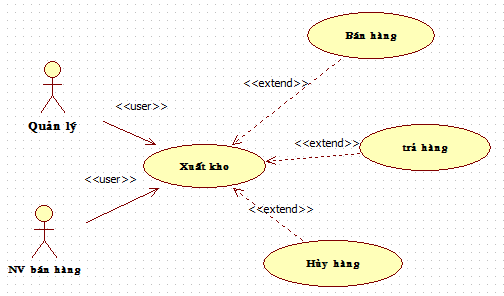 Bán hàng
<<extend>>
<<user>>
Quản lý
<<extend>>
trả hàng
Xuất kho
<<user>>
<<extend>>
NV bán hàng
Hủy hàng